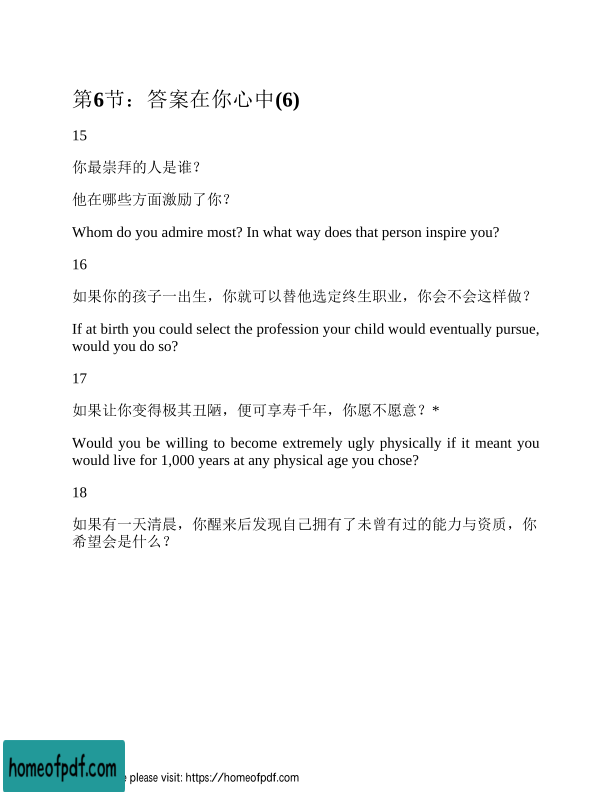 第6节：答案在你心中(6)
15
你最崇拜的人是谁？
他在哪些方面激励了你？
Whom do you admire most? In what way does that person inspire you?
16
如果你的孩子一出生，你就可以替他选定终生职业，你会不会这样做？
If at birth you could select the profession your child would eventually pursue,
would you do so?
17
如果让你变得极其丑陋，便可享寿千年，你愿不愿意？*
Would you be willing to become extremely ugly physically if it meant you
would live for 1,000 years at any physical age you chose?
18
如果有一天清晨，你醒来后发现自己拥有了未曾有过的能力与资质，你
希望会是什么？
homeofpdf.com
please visit: https://homeofpdf.com